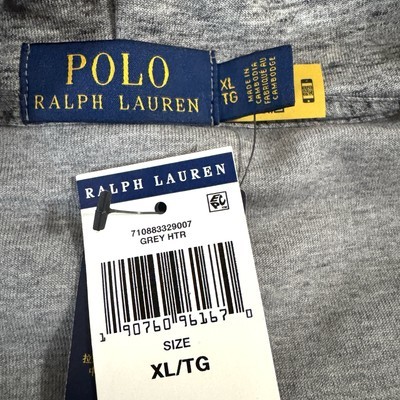 POLO
RALPH LAUREN
XL
TG
MADE IN
CAMBODIA
FABRIQUÉ AU
CAMBODGE
RALPH LAUREN
710883329007
GREY HTR
1 90760 96167 0
SIZE
XL/TG